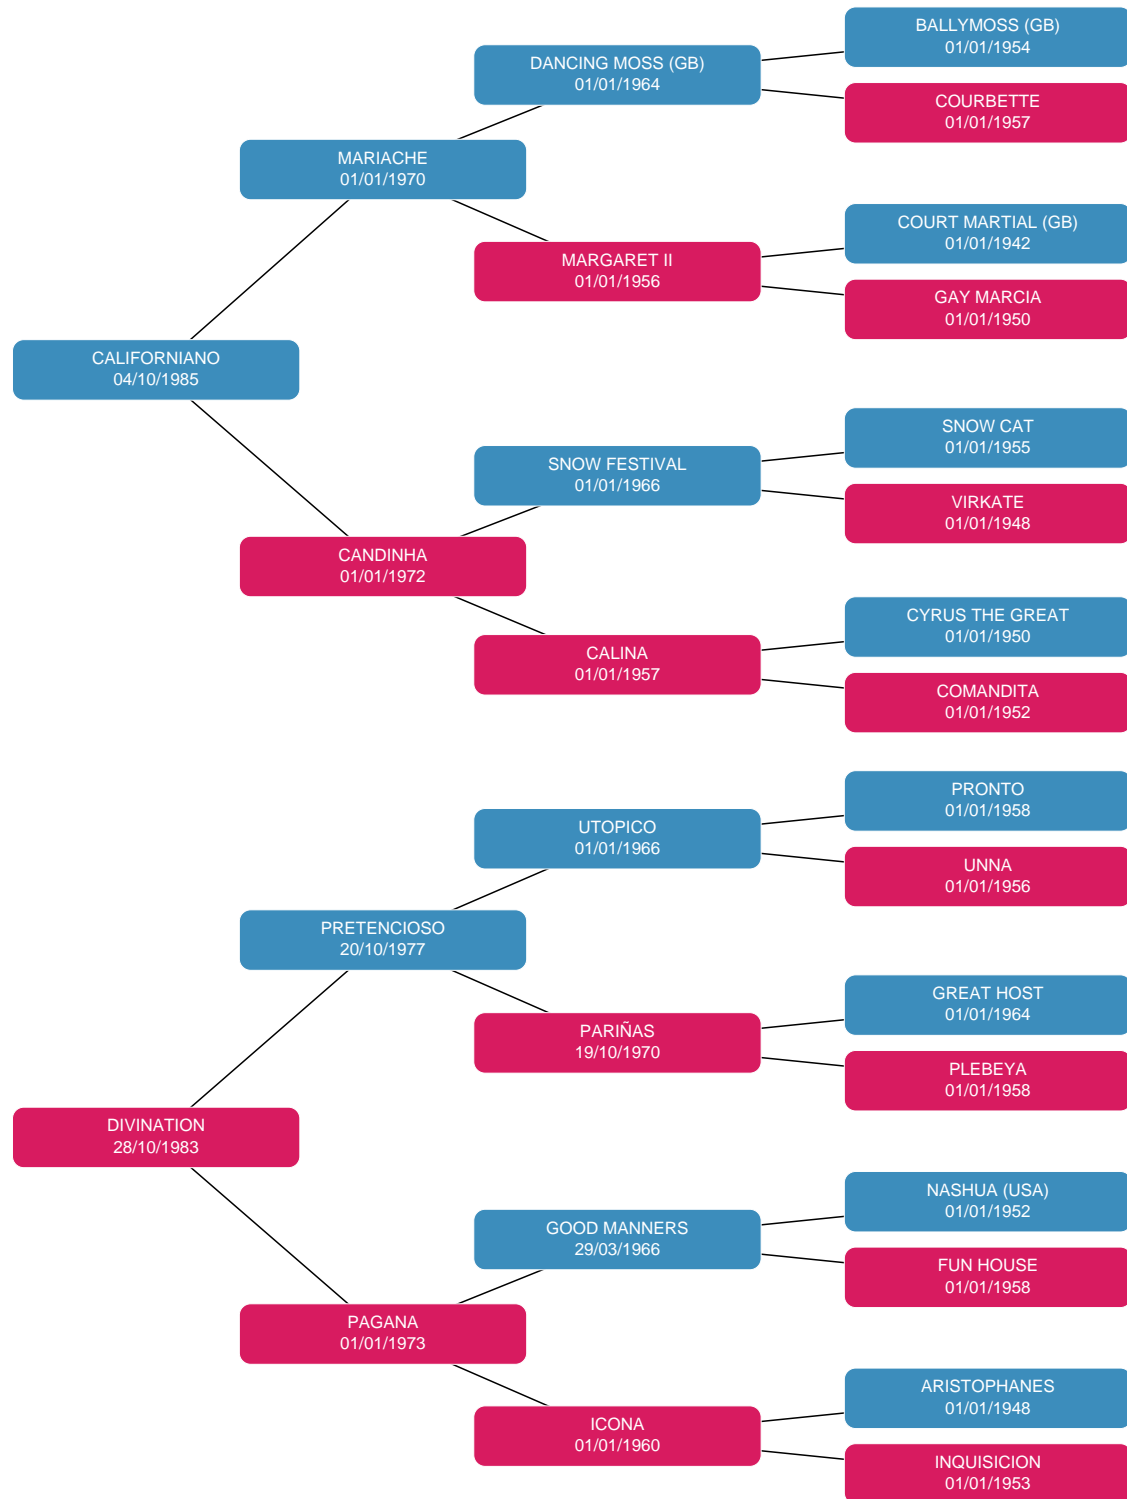 BALLYMOSS (GB)
01/01/1954
DANCING MOSS (GB)
01/01/1964
COURBETTE
01/01/1957
MARIACHE
01/01/1970
COURT MARTIAL (GB)
01/01/1942
MARGARET II
01/01/1956
GAY MARCIA
01/01/1950
CALIFORNIANO
04/10/1985
SNOW CAT
01/01/1955
SNOW FESTIVAL
01/01/1966
VIRKATE
01/01/1948
CANDINHA
01/01/1972
CYRUS THE GREAT
01/01/1950
CALINA
01/01/1957
COMANDITA
01/01/1952
PRONTO
01/01/1958
UTOPICO
01/01/1966
UNNA
01/01/1956
PRETENCIOSO
20/10/1977
GREAT HOST
01/01/1964
PARIÑAS
19/10/1970
PLEBEYA
01/01/1958
DIVINATION
28/10/1983
NASHUA (USA)
01/01/1952
GOOD MANNERS
29/03/1966
FUN HOUSE
01/01/1958
PAGANA
01/01/1973
ARISTOPHANES
01/01/1948
ICONA
01/01/1960
INQUISICION
01/01/1953